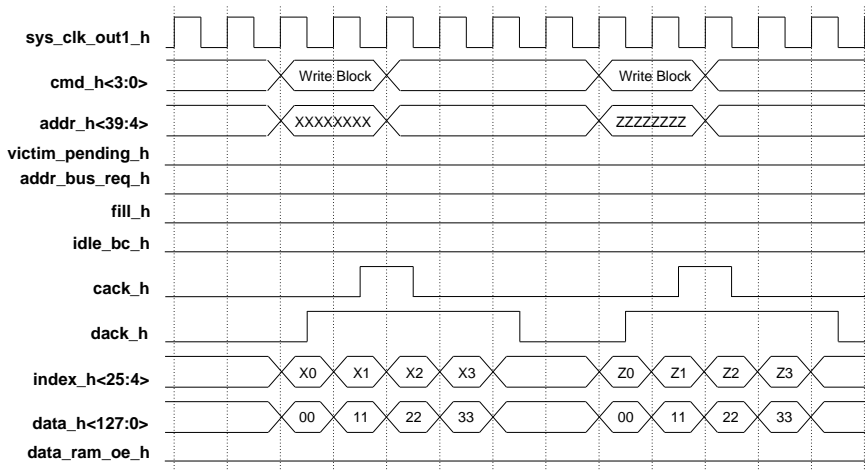 sys_clk_out1_h
cmd_h<3:0> Write Block Write Block
addr_h<39:4> XXXXXXXX ZZZZZZZZ
victim_pending_h
addr_bus_req_h
fill_h
idle_bc_h
cack_h
dack_h
index_h<25:4> X0 X1 X2 X3 Z0 Z1 Z2 Z3
data_h<127:0> 00 11 22 33 00 11 22 33
data_ram_oe_h